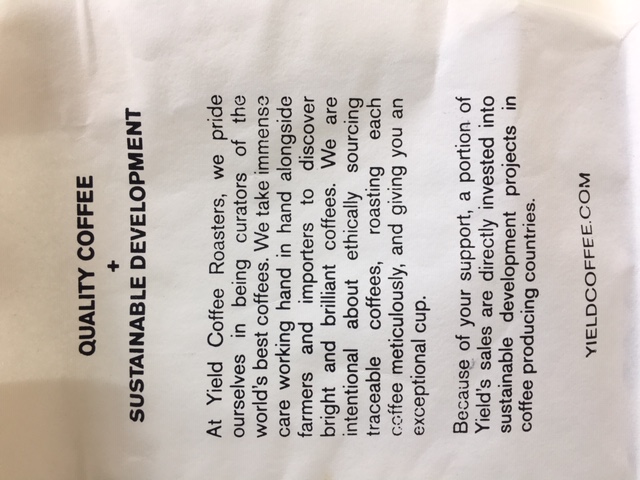 QUALITY COFFEE
+
SUSTAINABLE DEVELOPMENT
At Yield Coffee Roasters, we pride
ourselves in being curators of the
world's best coffees. We take immense
care working hand in hand alongside
farmers and importers to discover
bright and brilliant coffees. We are
intentional about ethically sourcing
traceable coffees, roasting each
coffee meticulously, and giving you an
exceptional cup.
Because of your support, a portion of
Yield's sales are directly invested into
sustainable development projects in
coffee producing countries.
YIELDCOFFEE.COM